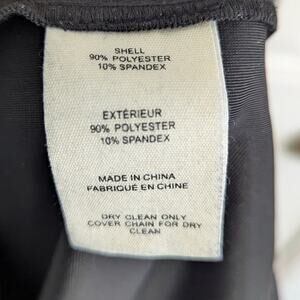 SHELL
90% POLYESTER
10% SPANDEX
EXTÉRIEUR
90% POLYESTER
10% SPANDEX
MADE IN CHINA
FABRIQUÉ EN CHINE
DRY CLEAN ONLY
COVER CHAIN FOR DRY
CLEAN